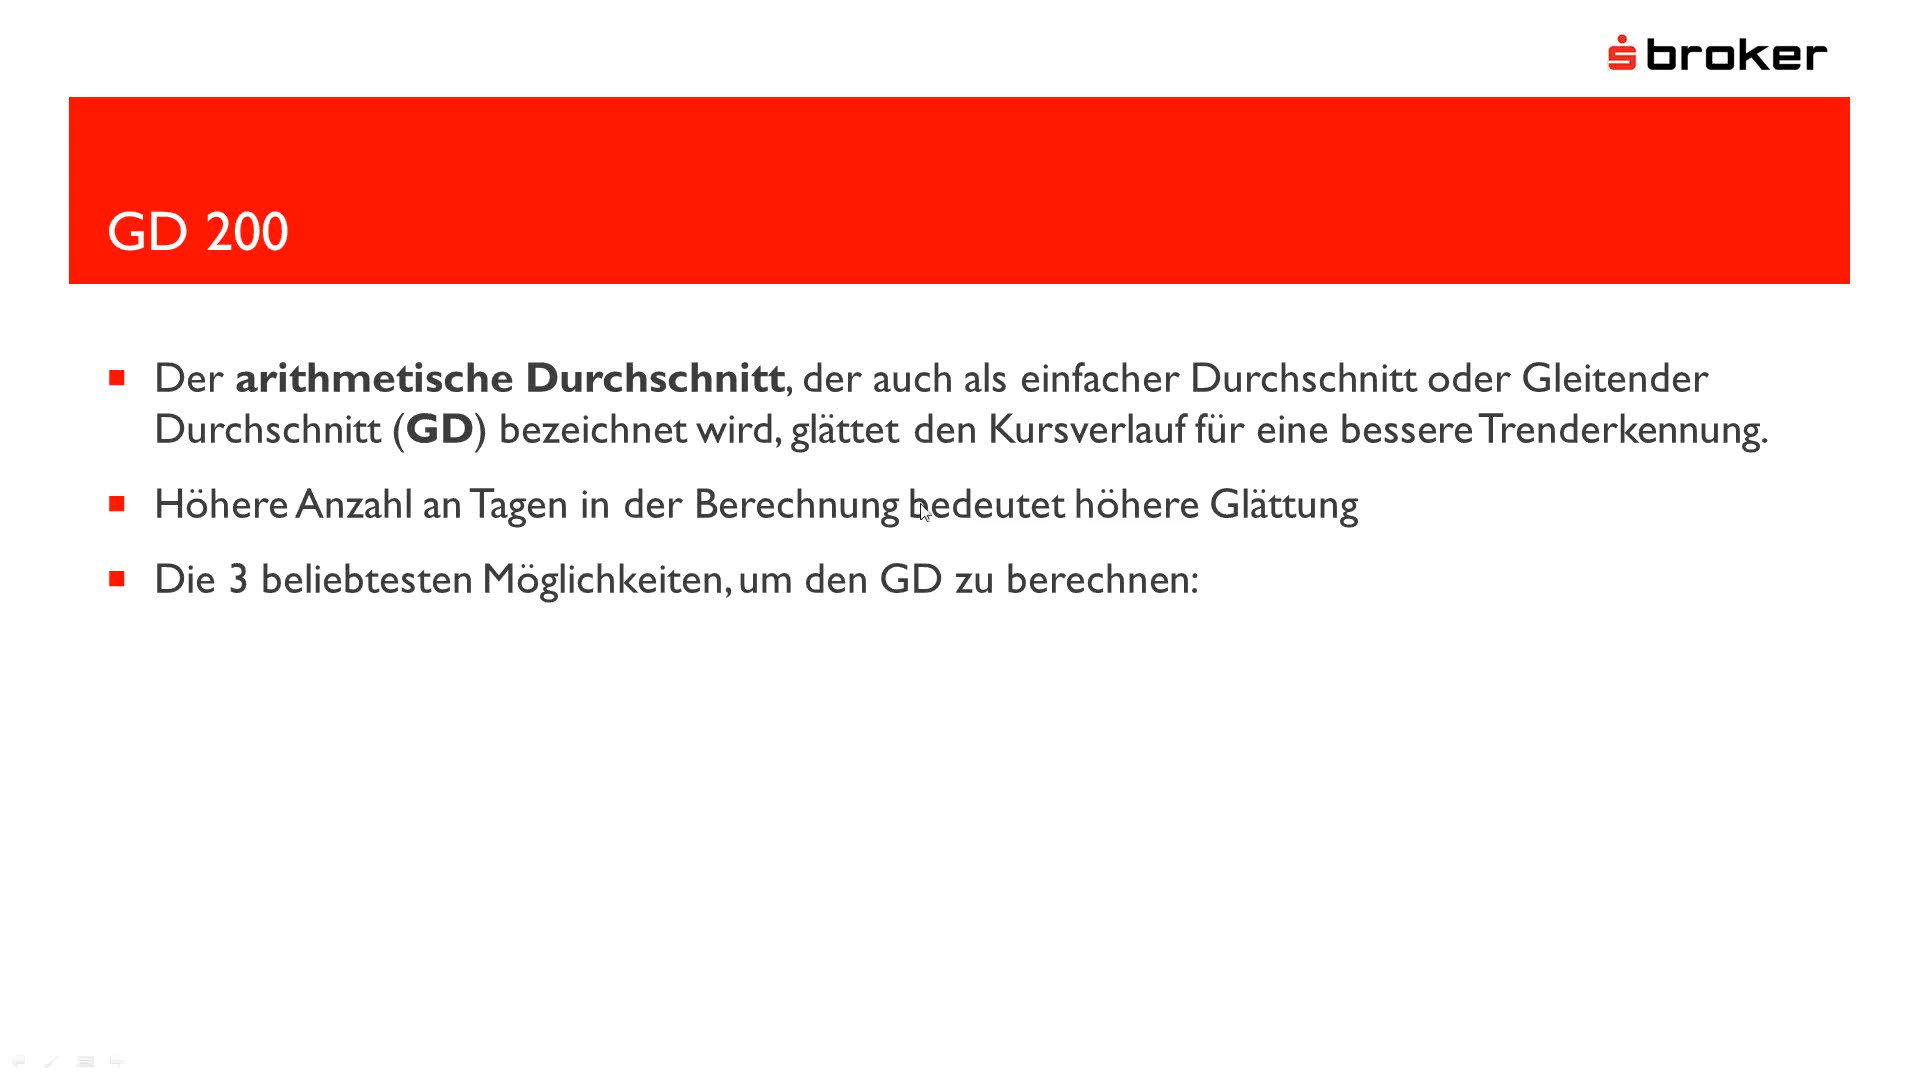 broker
GD 200
Der arithmetische Durchschnitt, der auch als einfacher Durchschnitt oder Gleitender
Durchschnitt (GD) bezeichnet wird, glättet den Kursverlauf für eine bessere Trenderkennung.
Höhere Anzahl an Tagen in der Berechnung bedeutet höhere Glättung
Die 3 beliebtesten Möglichkeiten, um den GD zu berechnen: